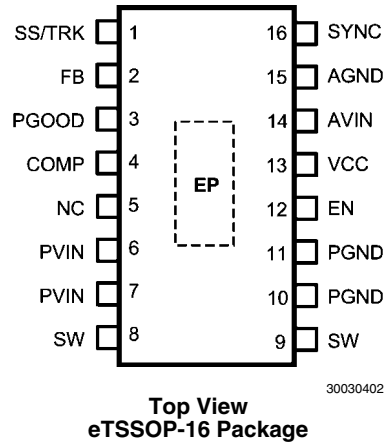 SS/TRK 1 16 SYNC
FB 2 15 AGND
PGOOD 3 14 AVIN
COMP 4 13 VCC
EP
NC 5 12 EN
PVIN 6 11 PGND
PVIN 7 10 PGND
SW 8 9 SW
30030402
Top View
eTSSOP-16 Package